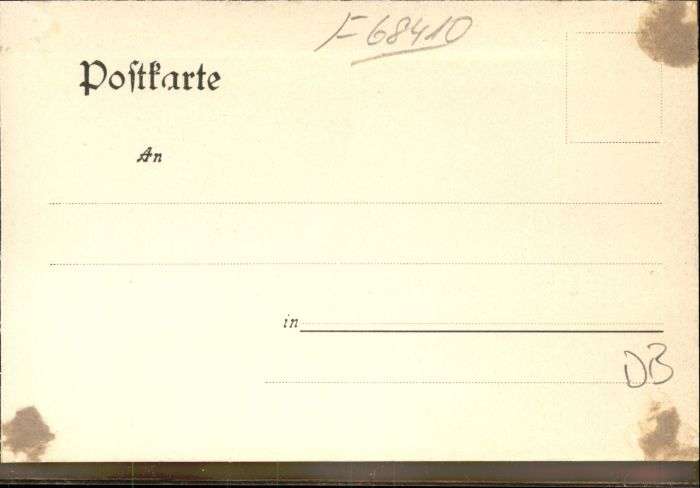 F 68410
Poſtkarte
An
in
DB